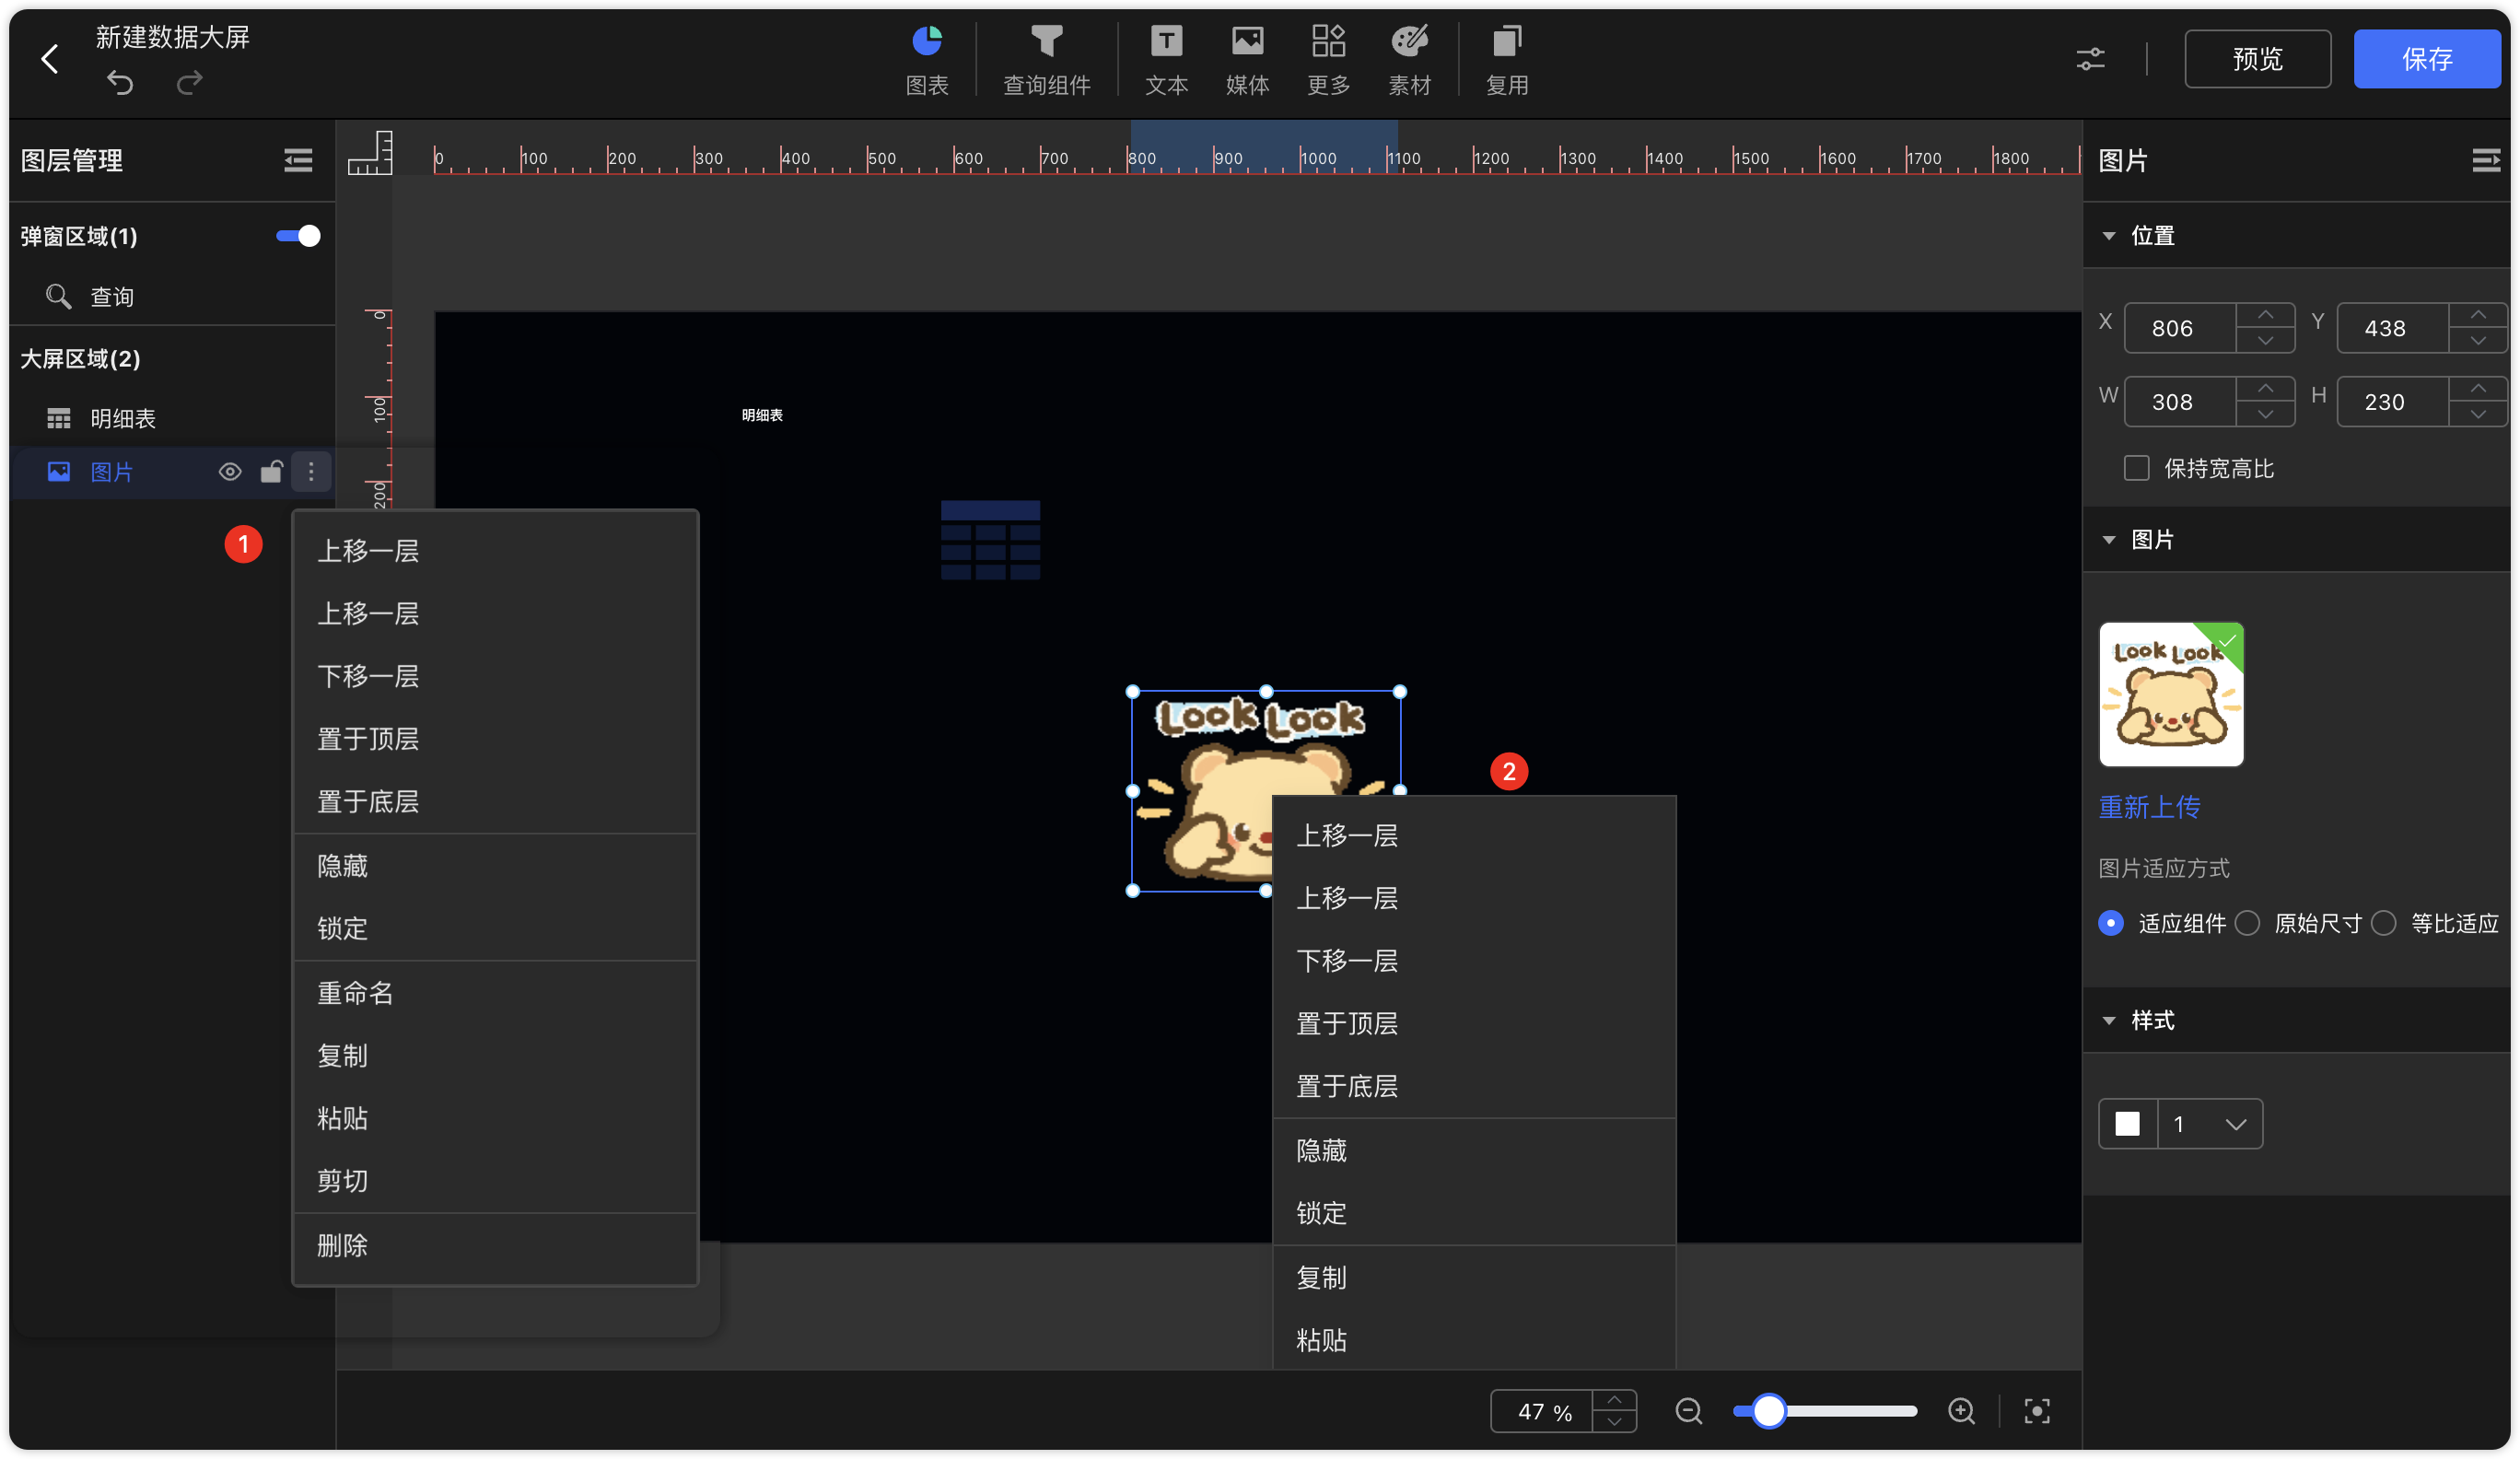 新建数据大屏
图表
查询组件
文本
媒体
更多
素材
复用
预览
保存
图层管理
弹窗区域(1)
查询
大屏区域(2)
明细表
图片
0 100 200 300 400 500 600 700 800 900 1000 1100 1200 1300 1400 1500 1600 1700 1800
0
100
200
明细表
1
上移一层
上移一层
下移一层
置于顶层
置于底层
隐藏
锁定
重命名
复制
粘贴
剪切
删除
Look Look
2
上移一层
上移一层
下移一层
置于顶层
置于底层
隐藏
锁定
复制
粘贴
47 %
图片
位置
X 806 Y 438
W 308 H 230
保持宽高比
图片
Look Look
重新上传
图片适应方式
适应组件 原始尺寸 等比适应
样式
1